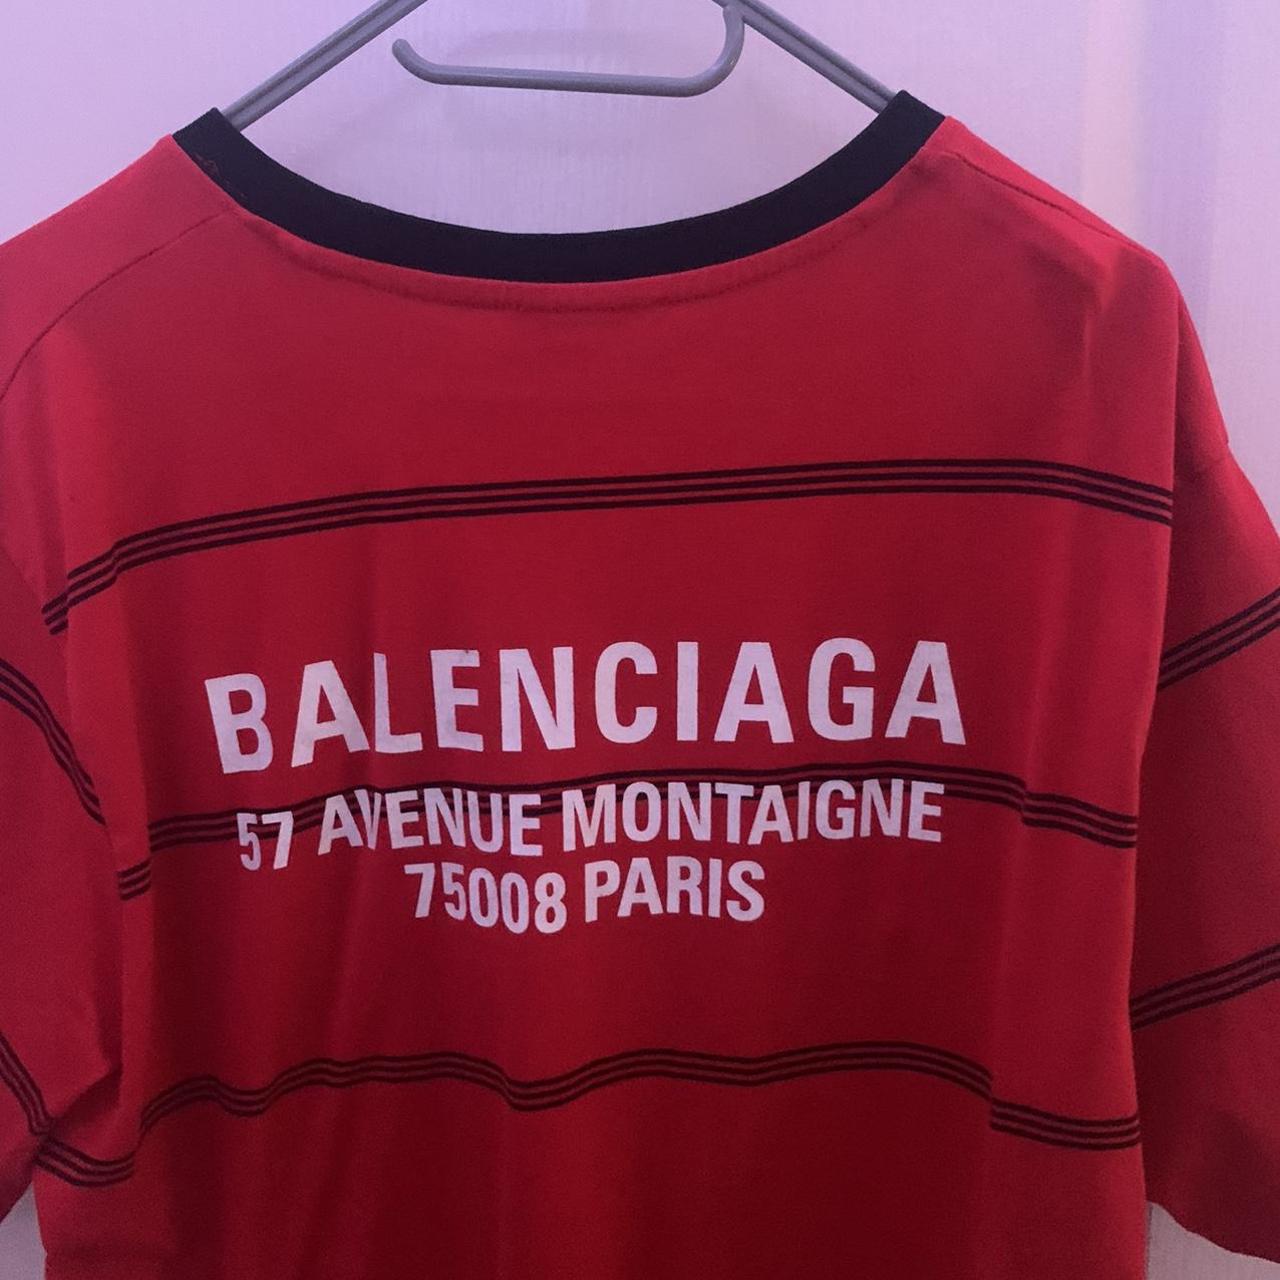 BALENCIAGA
57 AVENUE MONTAIGNE
75008 PARIS